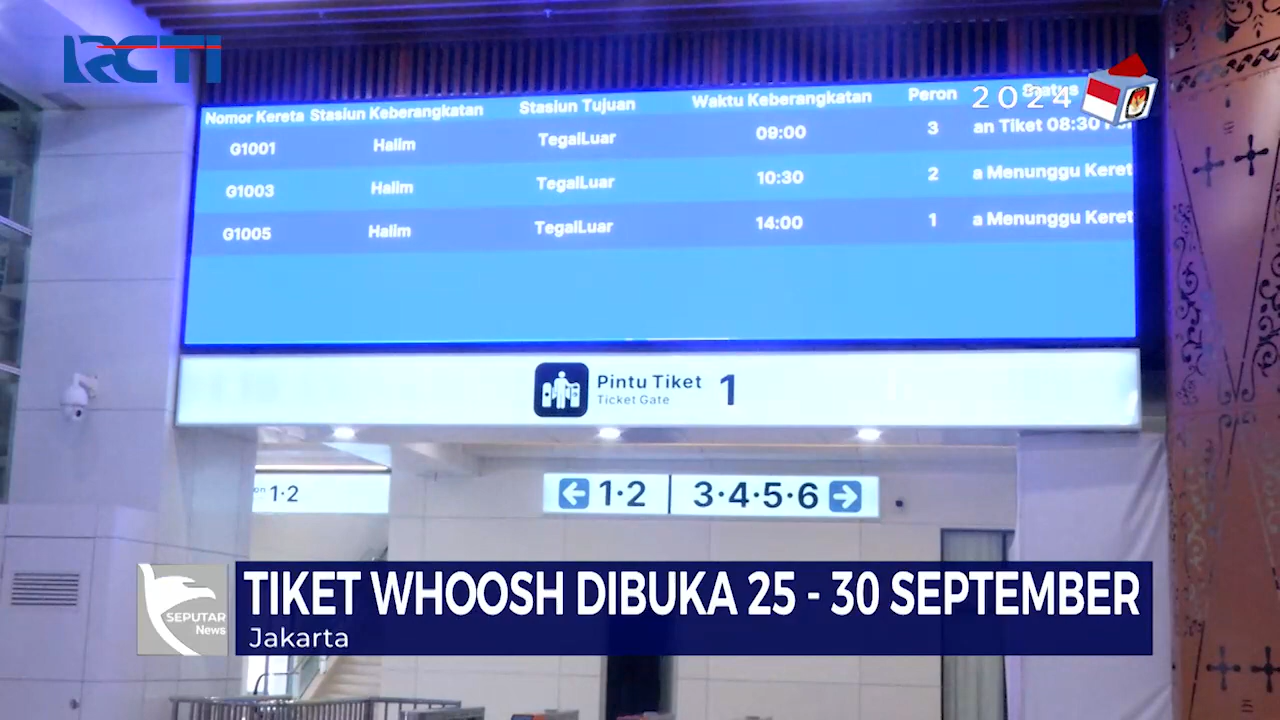 RCTI
2024
Nomor Kereta Stasiun Keberangkatan Stasiun Tujuan Waktu Keberangkatan Peron Status
G1001 Halim TegalLuar 09:00 3 an Tiket 08:30
G1003 Halim TegalLuar 10:30 2 a Menunggu Keret
G1005 Halim TegalLuar 14:00 1 a Menunggu Keret
Pintu Tiket 1
Ticket Gate
1·2
1·2 | 3·4·5·6
TIKET WHOOSH DIBUKA 25 - 30 SEPTEMBER
SEPUTAR
News
Jakarta